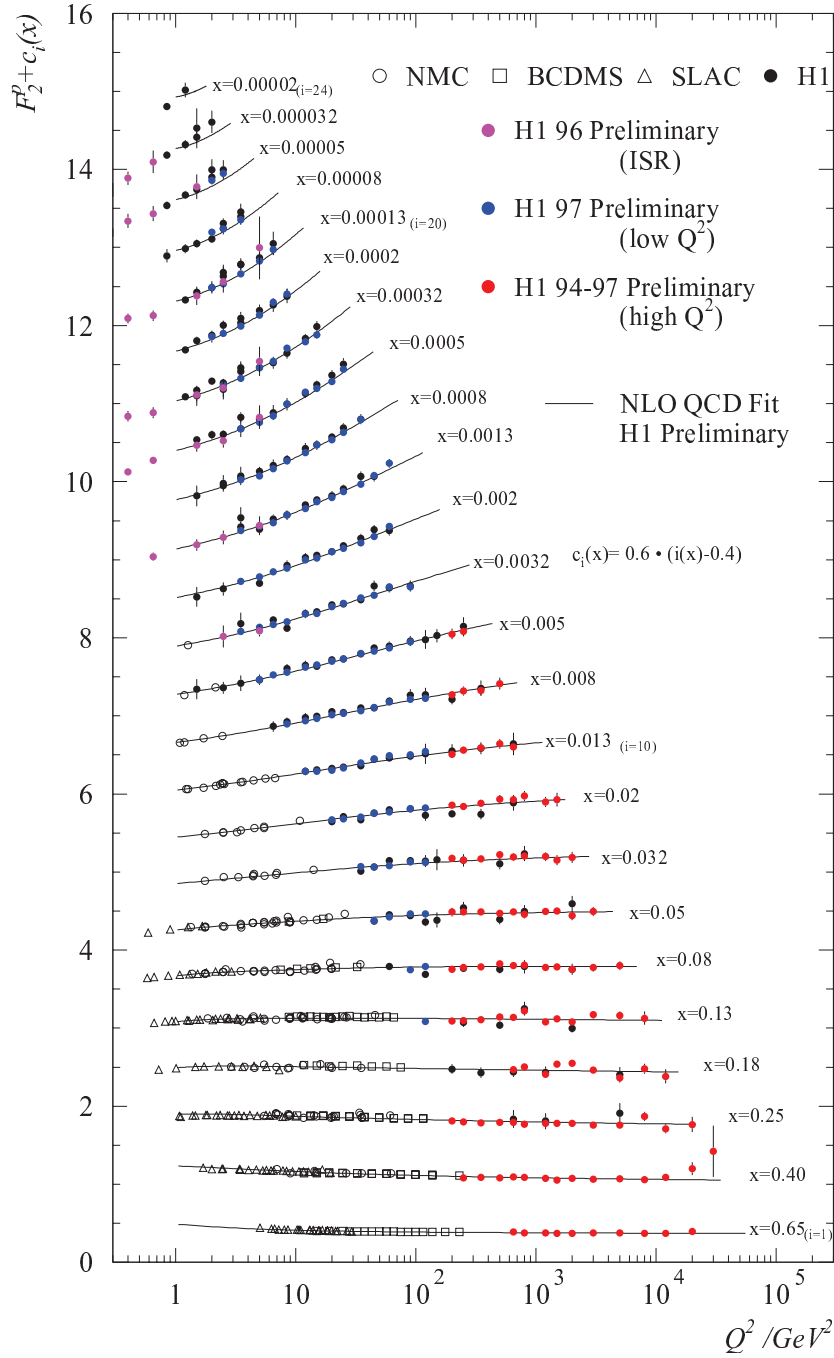 F₂ᵖ+cᵢ(x)
16
14
12
10
8
6
4
2
0
NMC BCDMS SLAC H1
H1 96 Preliminary
(ISR)
H1 97 Preliminary
(low Q²)
H1 94-97 Preliminary
(high Q²)
NLO QCD Fit
H1 Preliminary
cᵢ(x)= 0.6 • (i(x)-0.4)
x=0.00002(i=24)
x=0.000032
x=0.00005
x=0.00008
x=0.00013 (i=20)
x=0.0002
x=0.00032
x=0.0005
x=0.0008
x=0.0013
x=0.002
x=0.0032
x=0.005
x=0.008
x=0.013 (i=10)
x=0.02
x=0.032
x=0.05
x=0.08
x=0.13
x=0.18
x=0.25
x=0.40
x=0.65(i=1)
1 10 10² 10³ 10⁴ 10⁵
Q² /GeV²